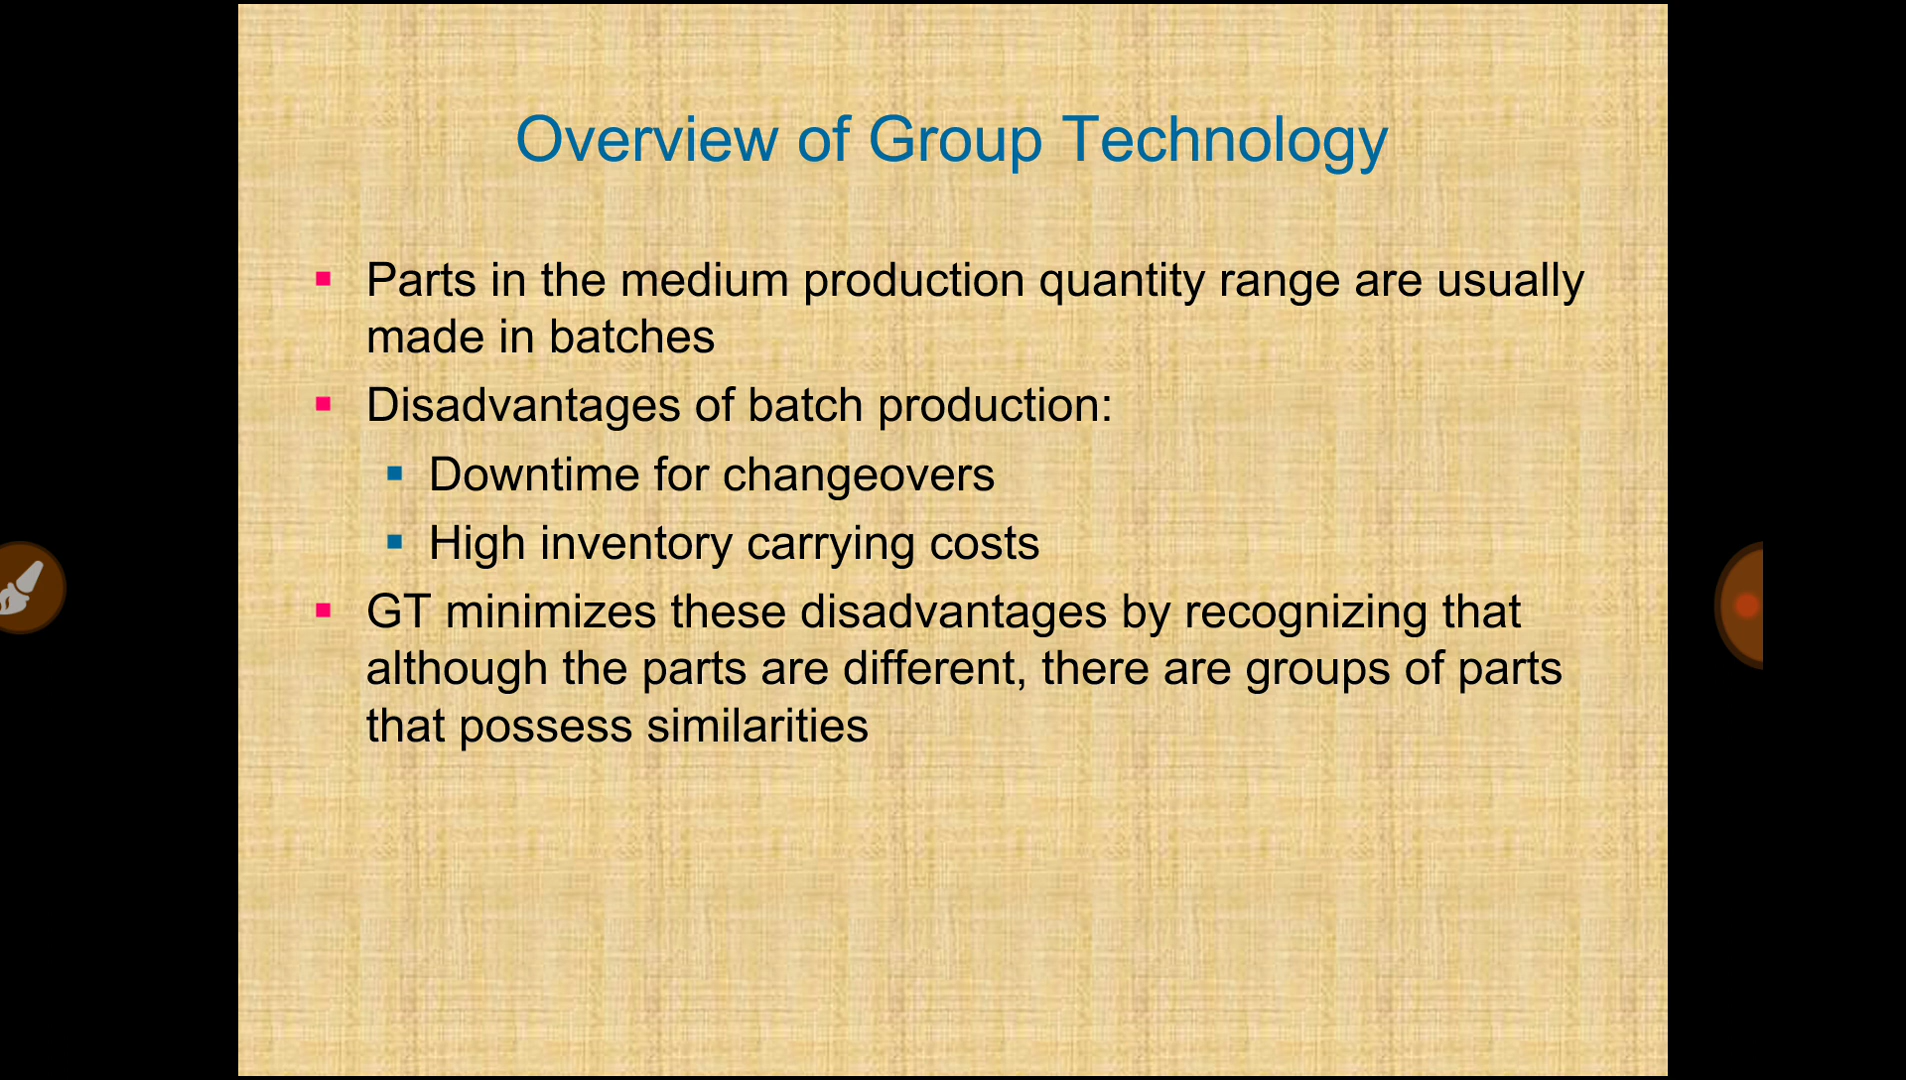 Overview of Group Technology
Parts in the medium production quantity range are usually
made in batches
Disadvantages of batch production:
Downtime for changeovers
High inventory carrying costs
GT minimizes these disadvantages by recognizing that
although the parts are different, there are groups of parts
that possess similarities